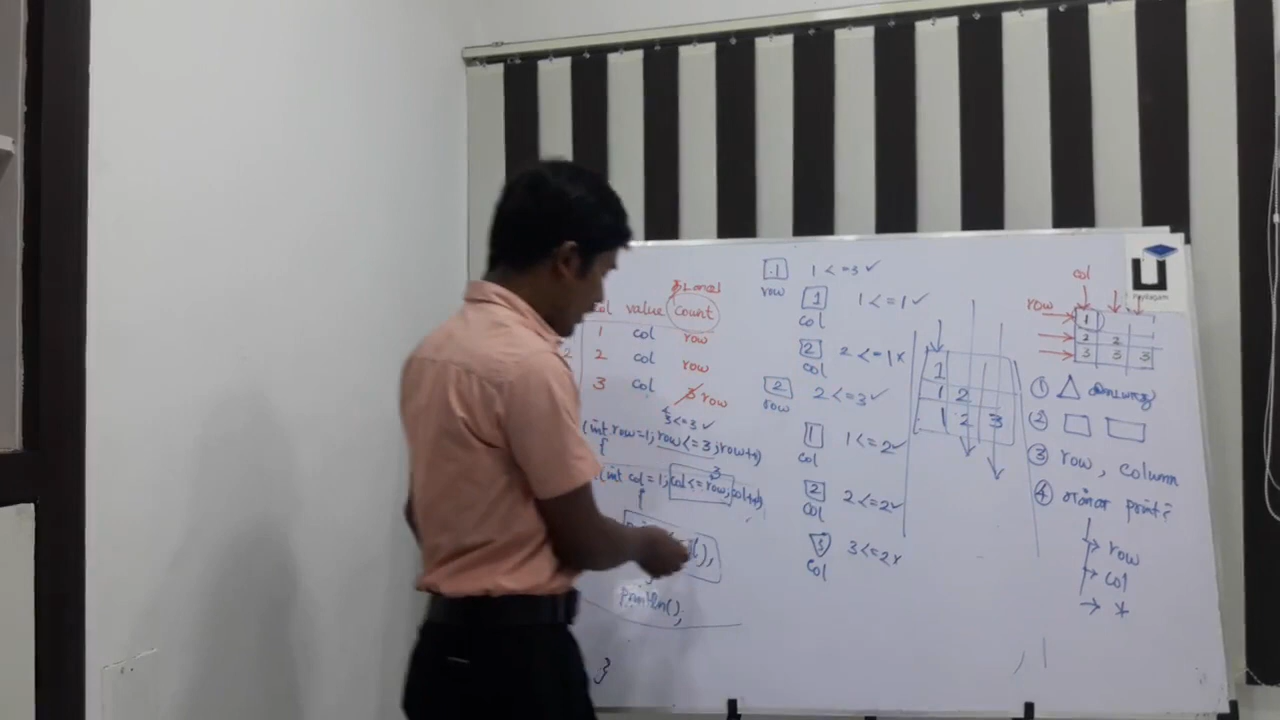 col value count
1 col row
2 2 col row
3 col 3 row
3<=3 ✓
(int row=1; row<=3; row++)
{
3
(int col=1; col<=row; col++)
println();
}
1 1<=3 ✓
row
1 1<=1 ✓
col
2 2<=1 x
col
2 2<=3 ✓
row
1 1<=2 ✓
col
2 2<=2 ✓
col
3 3<=2 x
col
1
1 2
1 2 3
col
row
1
2 2
3 3 3
payilagam
①
②
③ row, column
④ print?
→ row
→ col
→ *